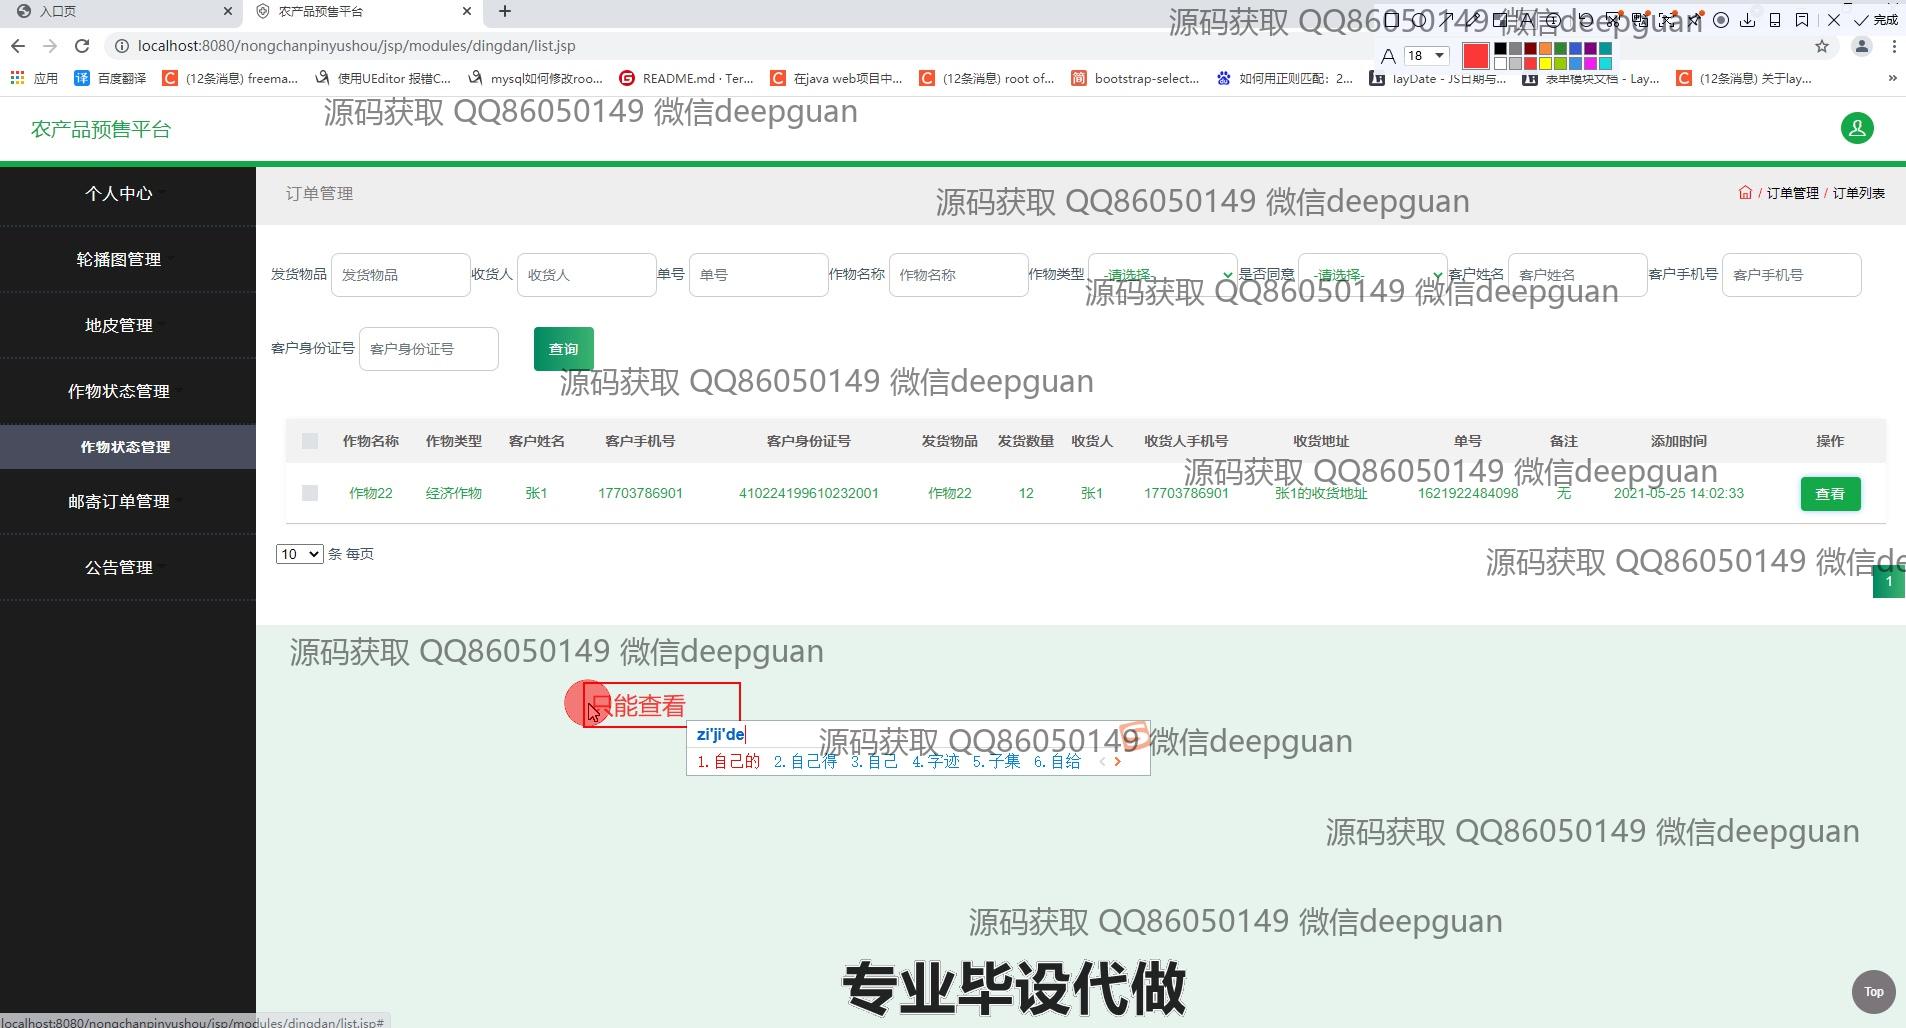 入口页
农产品预售平台
源码获取 QQ86050149 微信deepguan
完成
localhost:8080/nongchanpinyushou/jsp/modules/dingdan/list.jsp
A 18
应用 百度翻译 (12条消息) freema... 使用UEditor 报错C... mysql如何修改roo... README.md · Ter... 在java web项目中... (12条消息) root of... bootstrap-select... 如何用正则匹配：2... layDate - JS日期与... 表单模块文档 - Lay... (12条消息) 关于lay...
源码获取 QQ86050149 微信deepguan
农产品预售平台
个人中心
订单管理
源码获取 QQ86050149 微信deepguan
/ 订单管理 / 订单列表
轮播图管理
发货物品 发货物品 收货人 收货人 单号 单号 作物名称 作物名称 作物类型 -请选择- 是否同意 -请选择- 客户姓名 客户姓名 客户手机号 客户手机号
源码获取 QQ86050149 微信deepguan
地皮管理
客户身份证号 客户身份证号 查询
源码获取 QQ86050149 微信deepguan
作物状态管理
作物状态管理
作物名称 作物类型 客户姓名 客户手机号 客户身份证号 发货物品 发货数量 收货人 收货人手机号 收货地址 单号 备注 添加时间 操作
源码获取 QQ86050149 微信deepguan
作物22 经济作物 张1 17703786901 410224199610232001 作物22 12 张1 17703786901 张1的收货地址 1621922484098 无 2021-05-25 14:02:33 查看
邮寄订单管理
10 条 每页
源码获取 QQ86050149 微信de
公告管理
1
源码获取 QQ86050149 微信deepguan
只能查看
zi'ji'de
源码获取 QQ86050149 微信deepguan
1.自己的 2.自己得 3.自己 4.字迹 5.子集 6.自给
源码获取 QQ86050149 微信deepguan
源码获取 QQ86050149 微信deepguan
专业毕设代做
Top
localhost:8080/nongchanpinyushou/jsp/modules/dingdan/list.jsp#